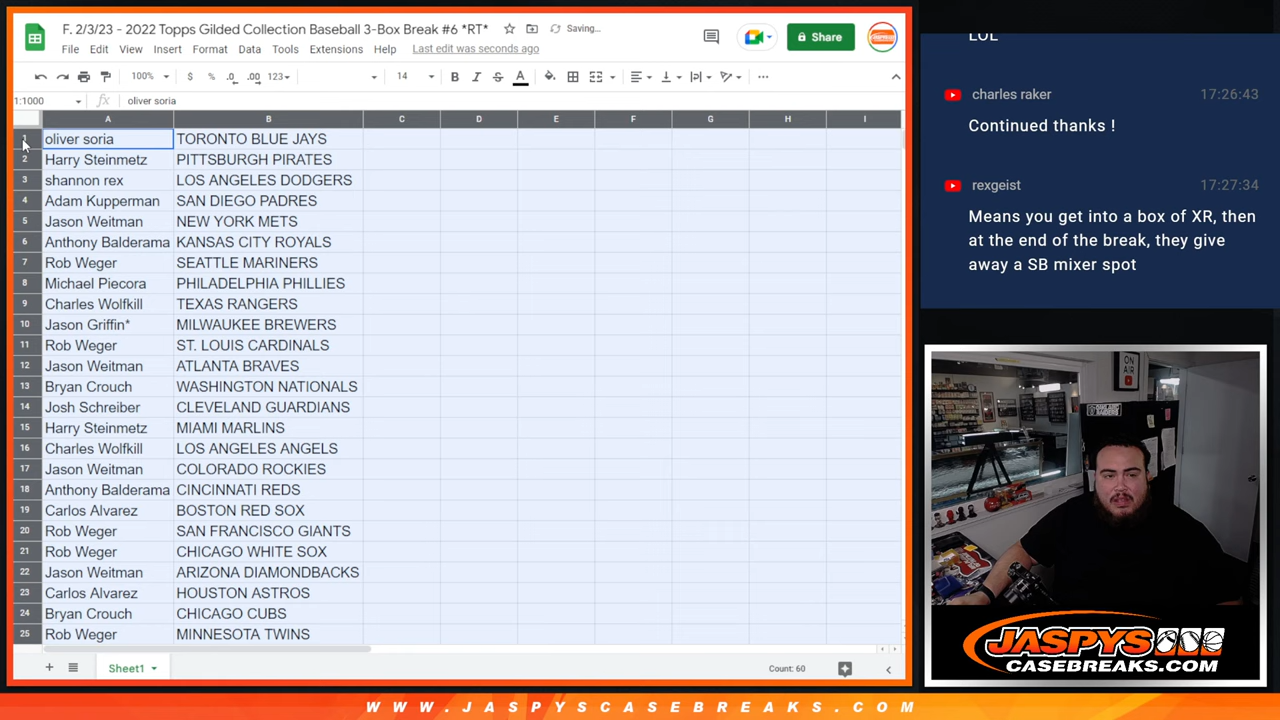 F. 2/3/23 - 2022 Topps Gilded Collection Baseball 3-Box Break #6 *RT*
Saving...
File Edit View Insert Format Data Tools Extensions Help Last edit was seconds ago
Share
100% $ % .0 .00 123 14 B I S A
1:1000 fx oliver soria
A B C D E F G H I
1 oliver soria TORONTO BLUE JAYS
2 Harry Steinmetz PITTSBURGH PIRATES
3 shannon rex LOS ANGELES DODGERS
4 Adam Kupperman SAN DIEGO PADRES
5 Jason Weitman NEW YORK METS
6 Anthony Balderama KANSAS CITY ROYALS
7 Rob Weger SEATTLE MARINERS
8 Michael Piecora PHILADELPHIA PHILLIES
9 Charles Wolfkill TEXAS RANGERS
10 Jason Griffin* MILWAUKEE BREWERS
11 Rob Weger ST. LOUIS CARDINALS
12 Jason Weitman ATLANTA BRAVES
13 Bryan Crouch WASHINGTON NATIONALS
14 Josh Schreiber CLEVELAND GUARDIANS
15 Harry Steinmetz MIAMI MARLINS
16 Charles Wolfkill LOS ANGELES ANGELS
17 Jason Weitman COLORADO ROCKIES
18 Anthony Balderama CINCINNATI REDS
19 Carlos Alvarez BOSTON RED SOX
20 Rob Weger SAN FRANCISCO GIANTS
21 Rob Weger CHICAGO WHITE SOX
22 Jason Weitman ARIZONA DIAMONDBACKS
23 Carlos Alvarez HOUSTON ASTROS
24 Bryan Crouch CHICAGO CUBS
25 Rob Weger MINNESOTA TWINS
Sheet1
Count: 60
LOL
charles raker 17:26:43
Continued thanks !
rexgeist 17:27:34
Means you get into a box of XR, then
at the end of the break, they give
away a SB mixer spot
ON
AIR
JASPYS
CASEBREAKS.COM
WWW.JASPYSCASEBREAKS.COM